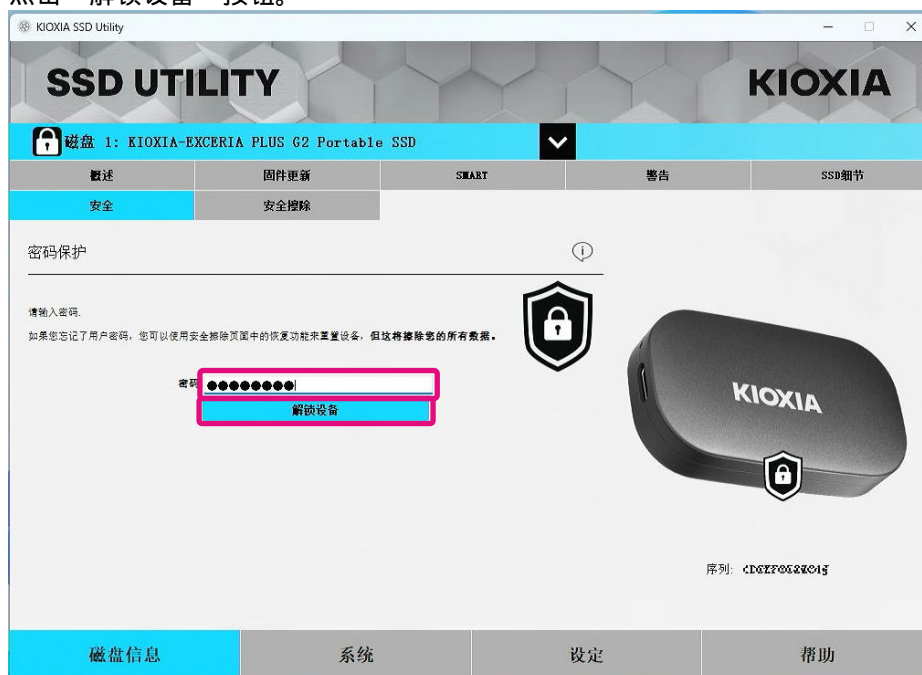 点击“解锁设备”按钮。
KIOXIA SSD Utility
SSD UTILITY
KIOXIA
磁盘 1: KIOXIA-EXCERIA PLUS G2 Portable SSD
概述 固件更新 SMART 警告 SSD细节
安全 安全擦除
密码保护
请输入密码.
如果您忘记了用户密码，您可以使用安全擦除页面中的恢复功能来重置设备，但这将擦除您的所有数据。
密码
解锁设备
KIOXIA
序列:
磁盘信息 系统 设定 帮助